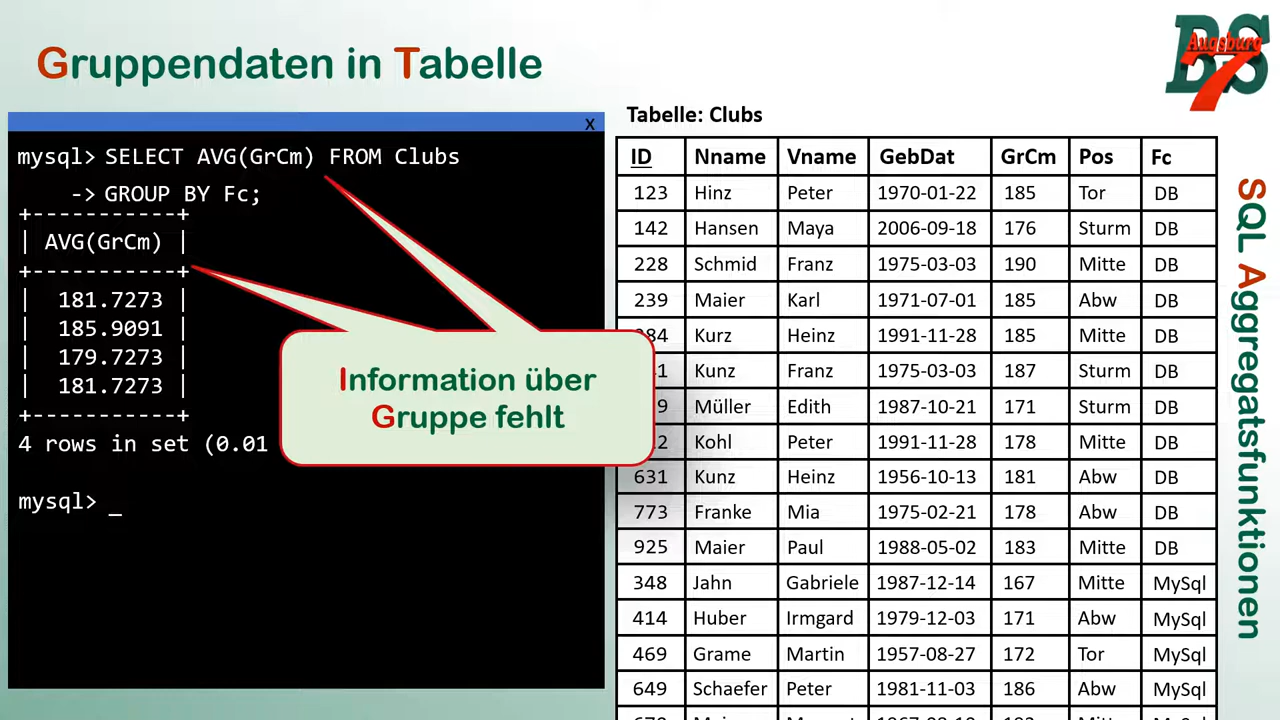 Gruppendaten in Tabelle
BS
Augsburg
7
x
mysql> SELECT AVG(GrCm) FROM Clubs
-> GROUP BY Fc;
+-----------+
| AVG(GrCm) |
+-----------+
| 181.7273 |
| 185.9091 |
| 179.7273 |
| 181.7273 |
+-----------+
4 rows in set (0.01
mysql> _
Information über
Gruppe fehlt
Tabelle: Clubs
ID Nname Vname GebDat GrCm Pos Fc
123 Hinz Peter 1970-01-22 185 Tor DB
142 Hansen Maya 2006-09-18 176 Sturm DB
228 Schmid Franz 1975-03-03 190 Mitte DB
239 Maier Karl 1971-07-01 185 Abw DB
84 Kurz Heinz 1991-11-28 185 Mitte DB
1 Kunz Franz 1975-03-03 187 Sturm DB
9 Müller Edith 1987-10-21 171 Sturm DB
2 Kohl Peter 1991-11-28 178 Mitte DB
631 Kunz Heinz 1956-10-13 181 Abw DB
773 Franke Mia 1975-02-21 178 Abw DB
925 Maier Paul 1988-05-02 183 Mitte DB
348 Jahn Gabriele 1987-12-14 167 Mitte MySql
414 Huber Irmgard 1979-12-03 171 Abw MySql
469 Grame Martin 1957-08-27 172 Tor MySql
649 Schaefer Peter 1981-11-03 186 Abw MySql
SQL Aggregatsfunktionen